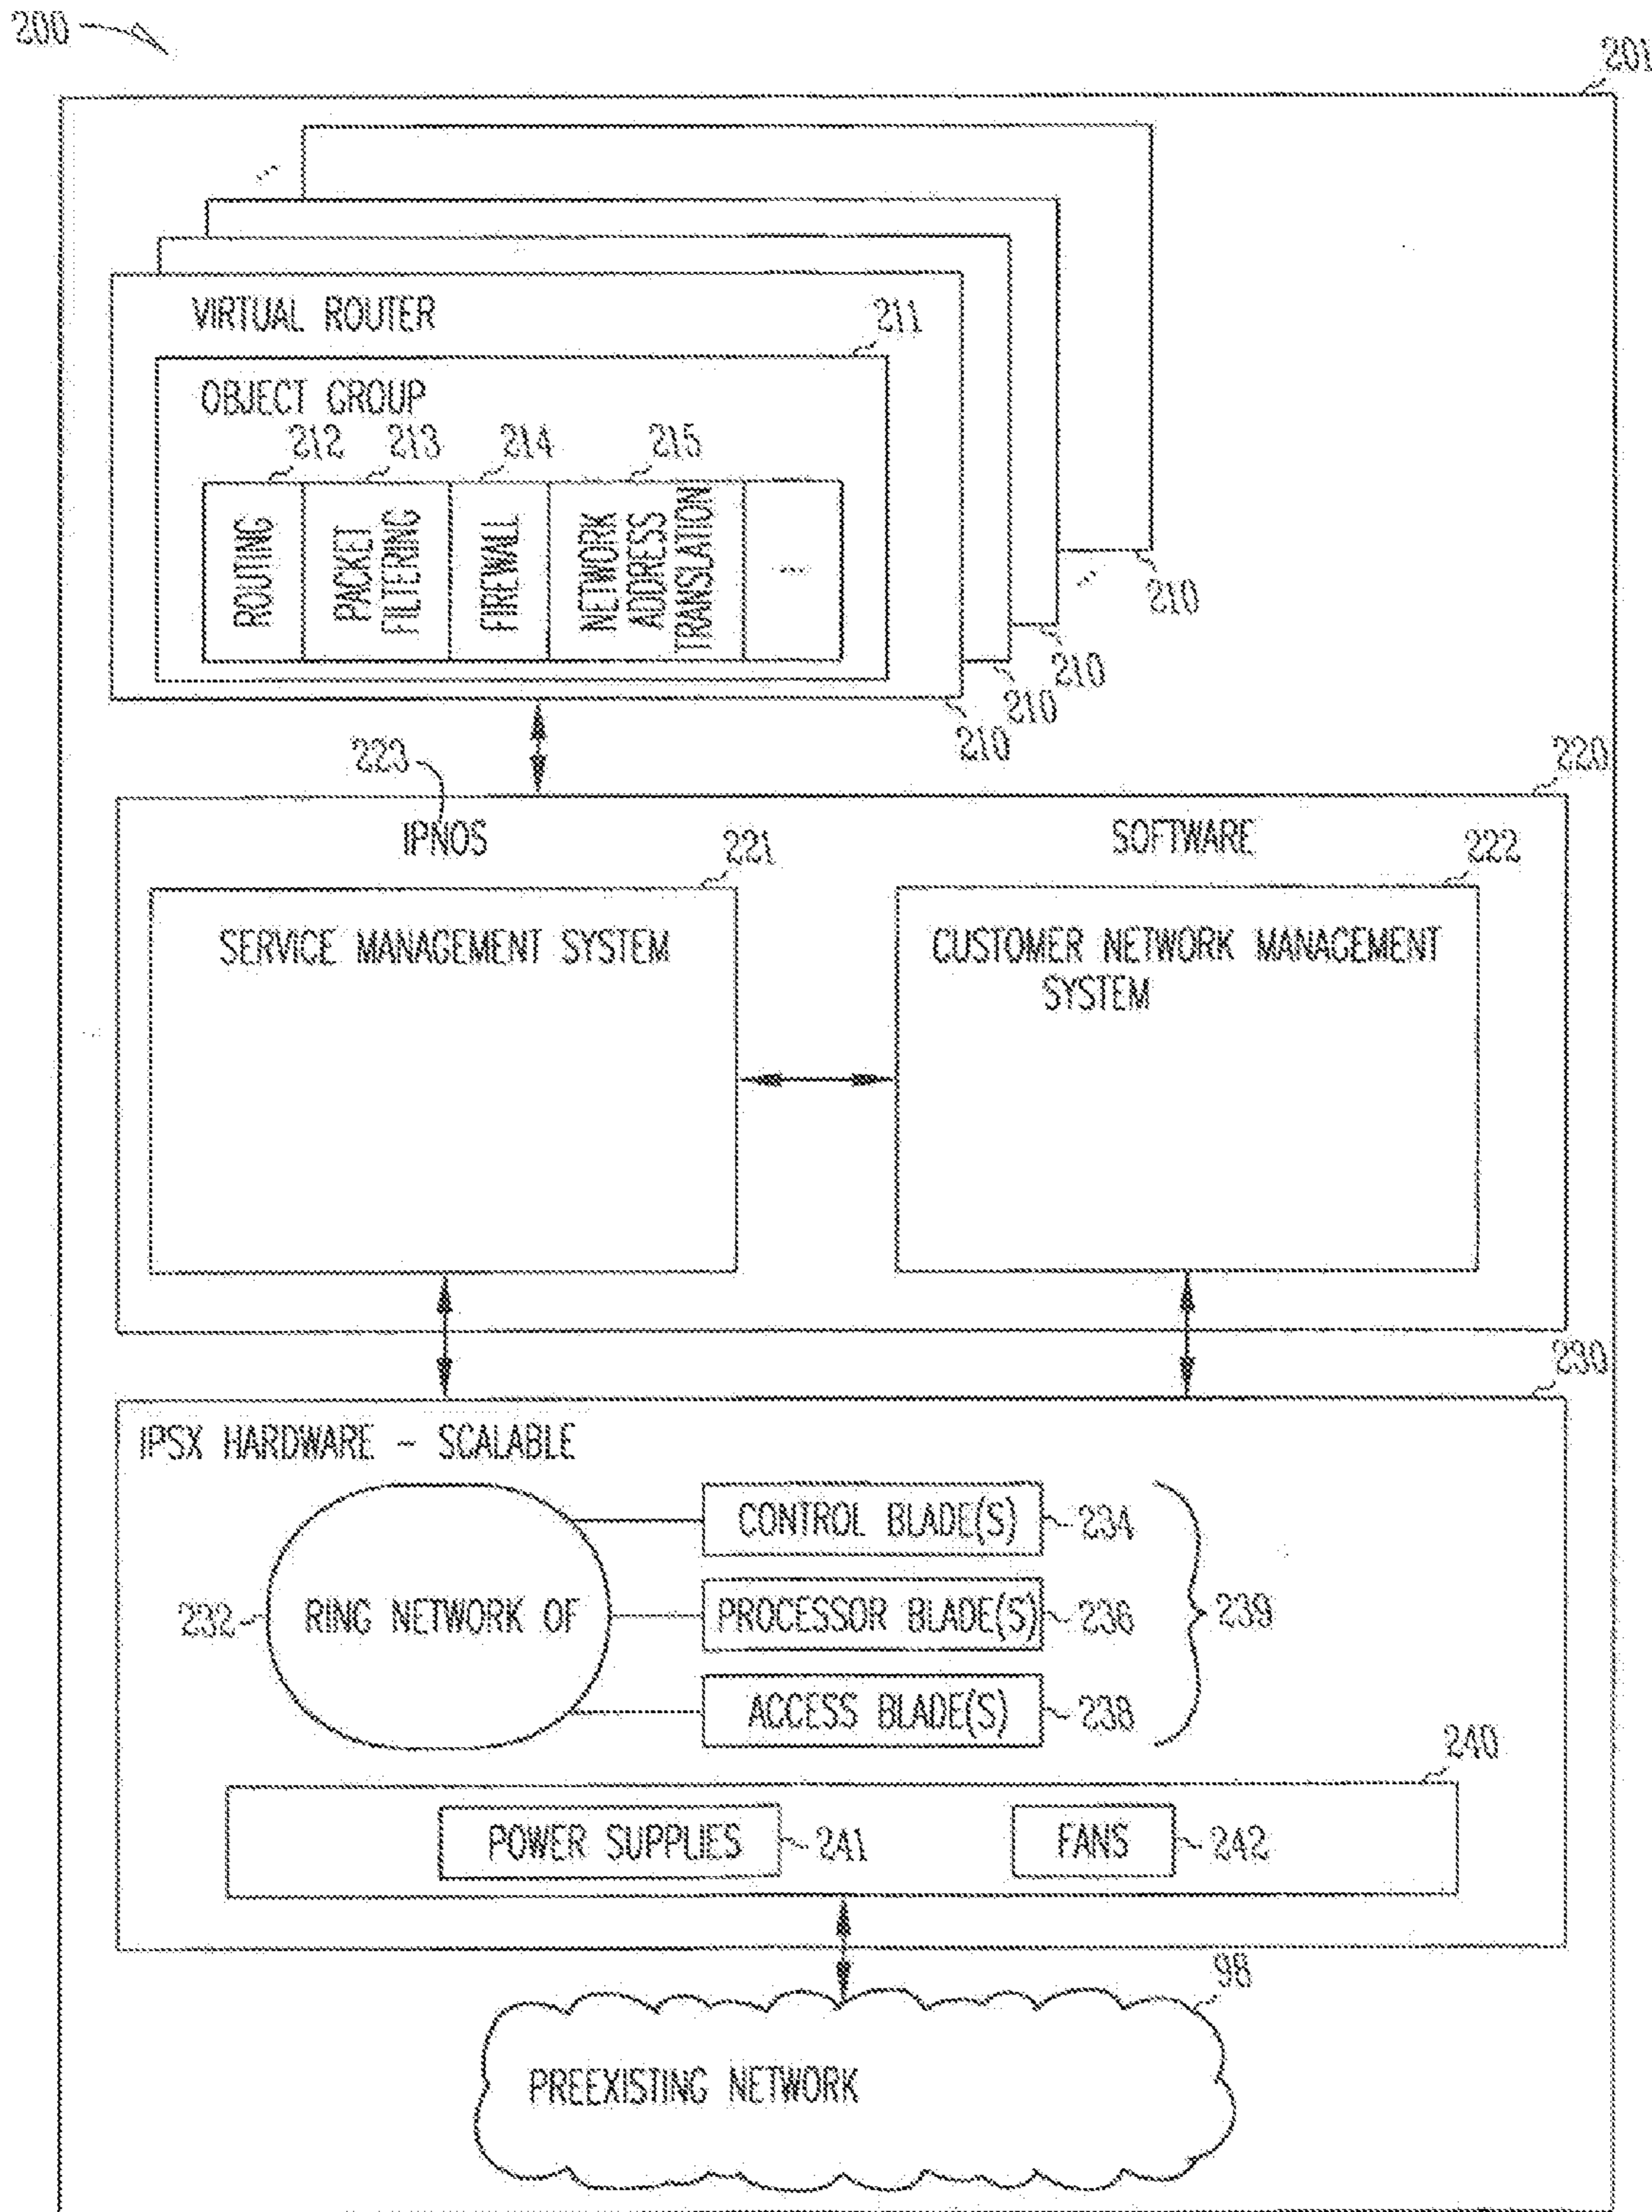 200
201
VIRTUAL ROUTER
211
OBJECT GROUP
212 213 214 215
ROUTING
PACKET
FILTERING
FIREWALL
NETWORK
ADDRESS
TRANSLATION
...
210
210
210
210
223
220
IPNOS
SOFTWARE
221
222
SERVICE MANAGEMENT SYSTEM
CUSTOMER NETWORK MANAGEMENT
SYSTEM
230
IPSX HARDWARE - SCALABLE
232
RING NETWORK OF
CONTROL BLADE(S)
234
PROCESSOR BLADE(S)
236
ACCESS BLADE(S)
238
239
240
POWER SUPPLIES
241
FANS
242
98
PREEXISTING NETWORK